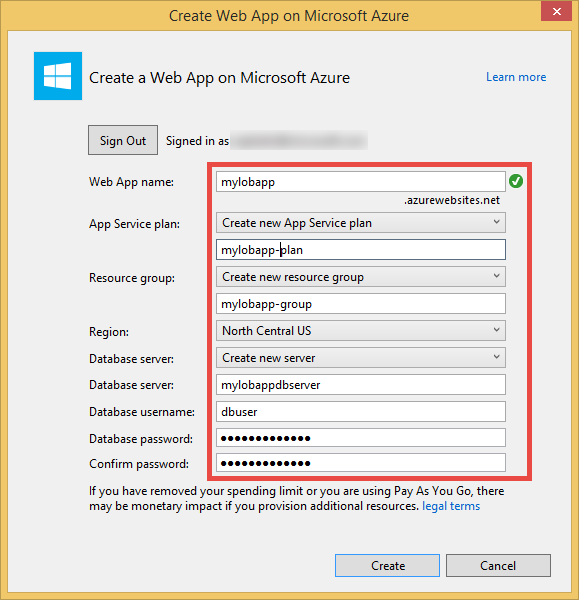 Create Web App on Microsoft Azure
Create a Web App on Microsoft Azure
Learn more
Sign Out Signed in as
Web App name: mylobapp
.azurewebsites.net
App Service plan: Create new App Service plan
mylobapp-plan
Resource group: Create new resource group
mylobapp-group
Region: North Central US
Database server: Create new server
Database server: mylobappdbserver
Database username: dbuser
Database password: ●●●●●●●●●●●●●
Confirm password: ●●●●●●●●●●●●●
If you have removed your spending limit or you are using Pay As You Go, there
may be monetary impact if you provision additional resources. legal terms
Create Cancel